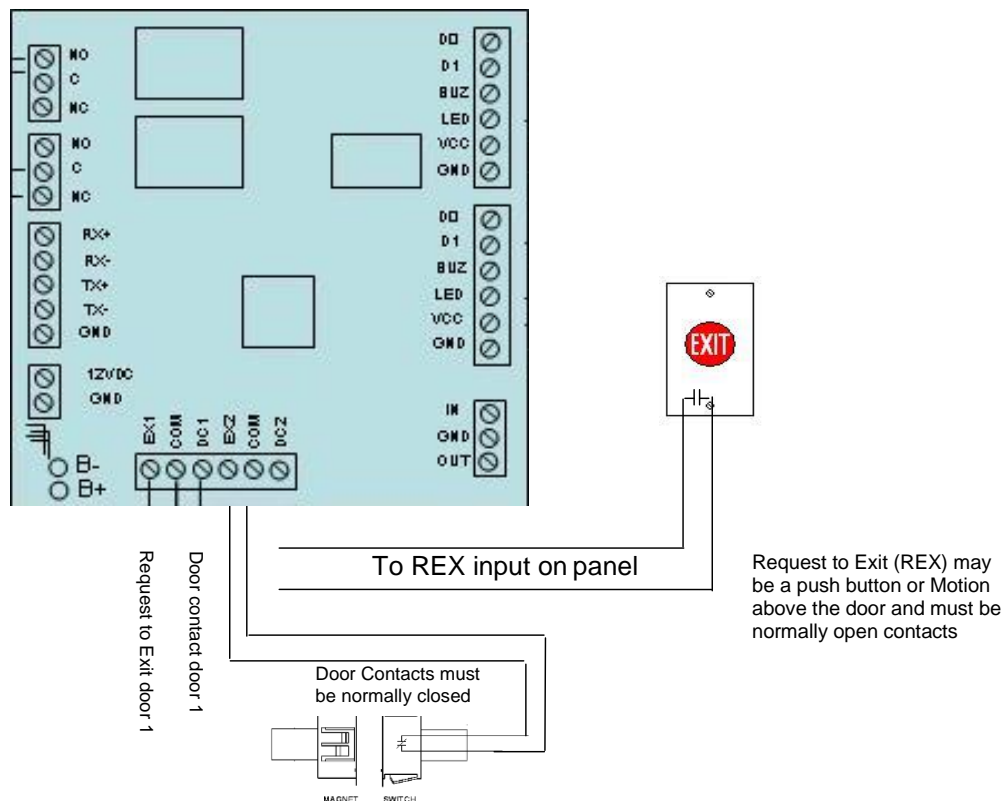 NO
C
NC
NO
C
NC
RX+
RX-
TX+
TX-
GND
12VDC
GND
B-
B+
EX1
COM
DC1
EX2
COM
DC2
D0
D1
BUZ
LED
VCC
GND
D0
D1
BUZ
LED
VCC
GND
IN
GND
OUT
EXIT
Request to Exit door 1
Door contact door 1
To REX input on panel
Request to Exit (REX) may
be a push button or Motion
above the door and must be
normally open contacts
Door Contacts must
be normally closed
MAGNET
SWITCH